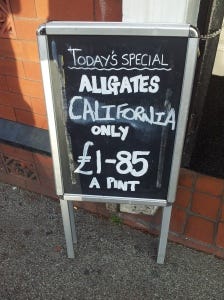 TODAY'S SPECIAL
ALLGATES
CALIFORNIA
ONLY
£1-85
A PINT